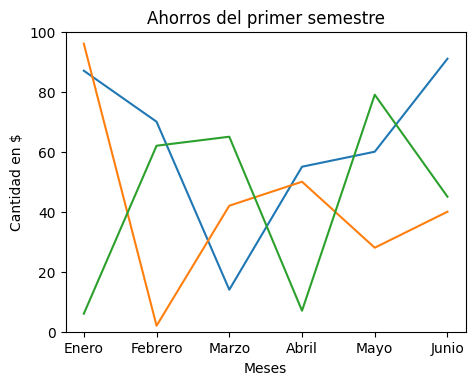 Ahorros del primer semestre
Cantidad en $
100
80
60
40
20
0
Enero Febrero Marzo Abril Mayo Junio
Meses